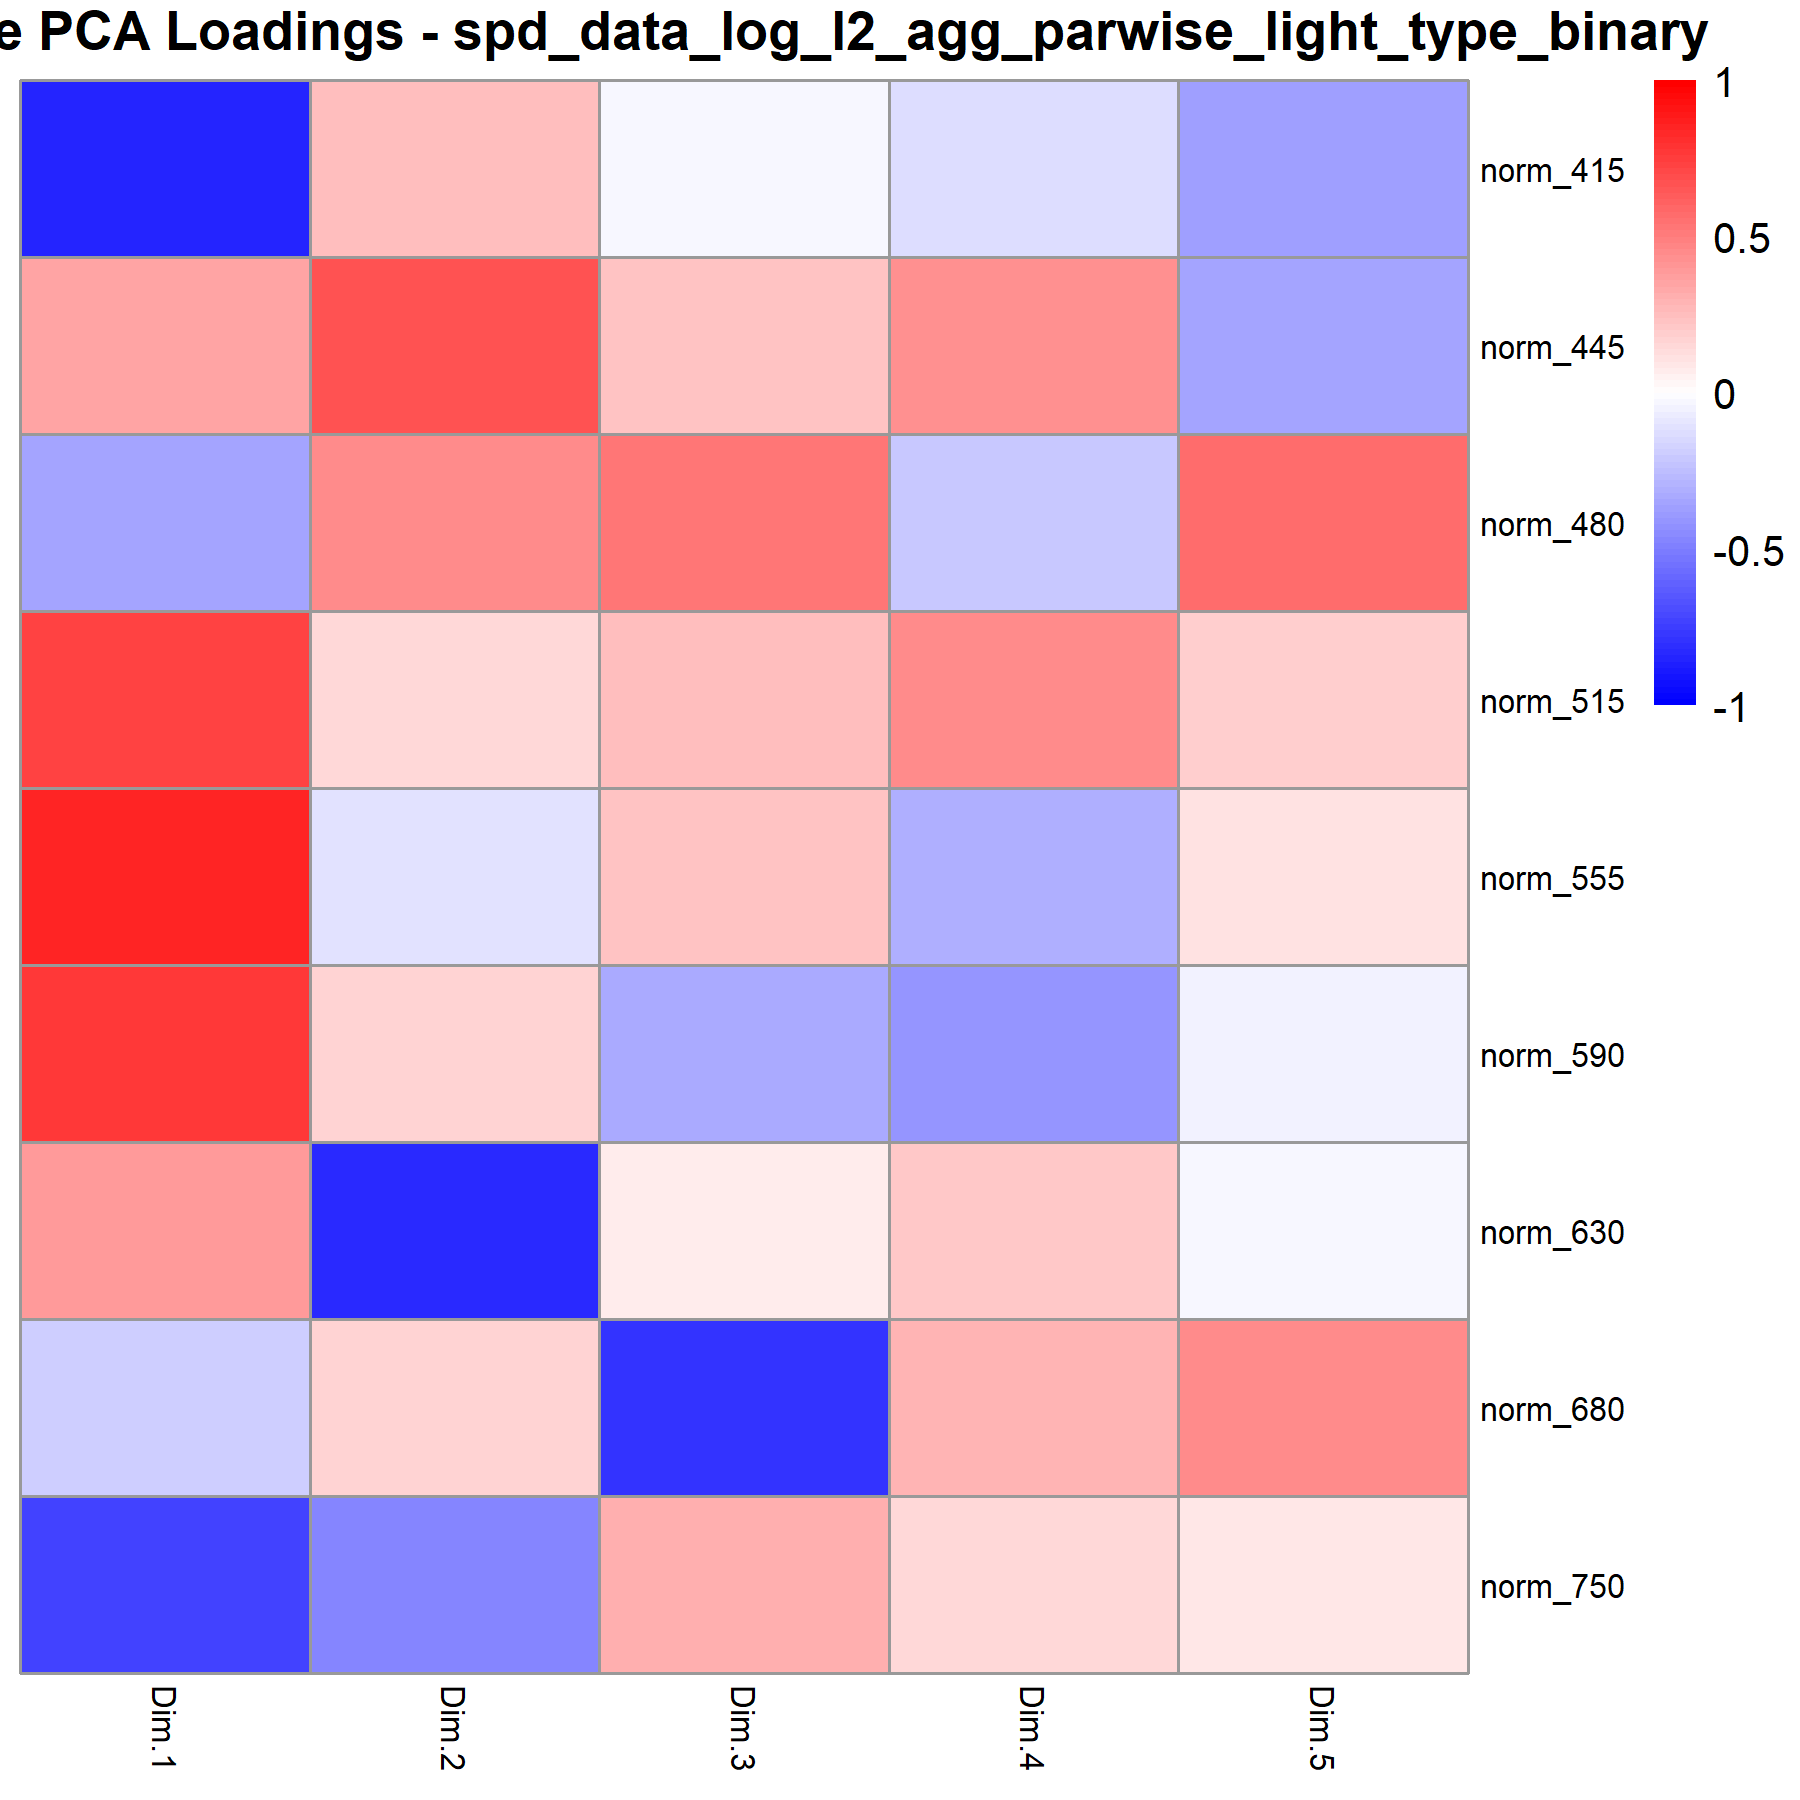 e PCA Loadings - spd_data_log_l2_agg_parwise_light_type_binary
1
0.5
0
-0.5
-1
norm_415
norm_445
norm_480
norm_515
norm_555
norm_590
norm_630
norm_680
norm_750
Dim.1
Dim.2
Dim.3
Dim.4
Dim.5